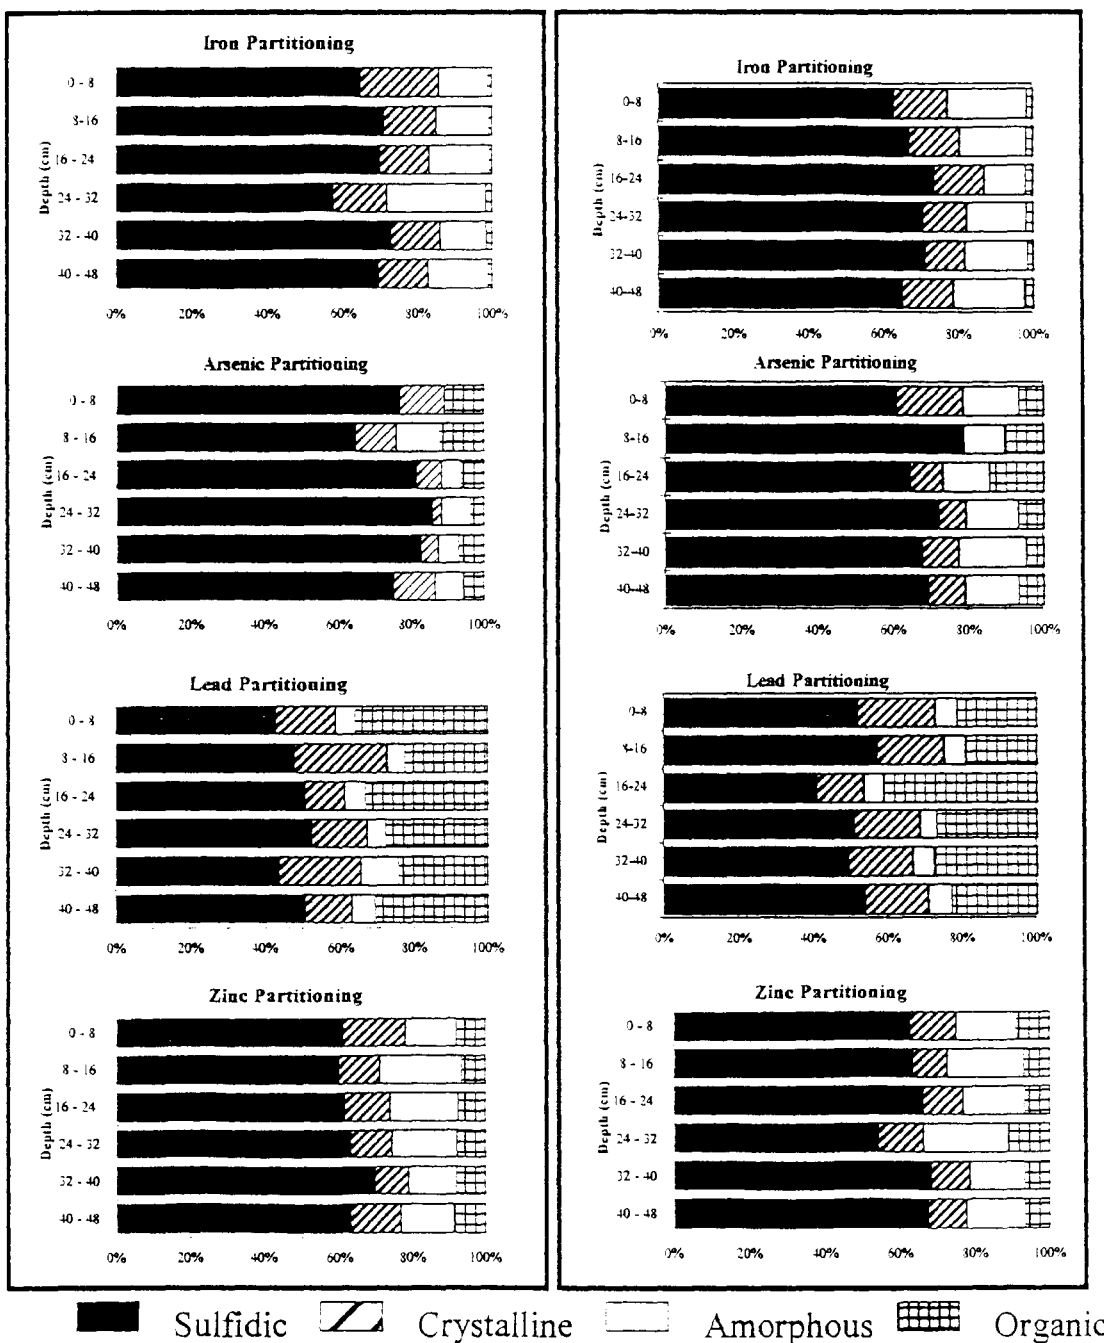 Iron Partitioning
Depth (cm)
0 - 8
8-16
16 - 24
24 - 32
32 - 40
40 - 48
0% 20% 40% 60% 80% 100%
Arsenic Partitioning
Depth (cm)
0 - 8
8 - 16
16 - 24
24 - 32
32 - 40
40 - 48
0% 20% 40% 60% 80% 100%
Lead Partitioning
Depth (cm)
0 - 8
8 - 16
16 - 24
24 - 32
32 - 40
40 - 48
0% 20% 40% 60% 80% 100%
Zinc Partitioning
Depth (cm)
0 - 8
8 - 16
16 - 24
24 - 32
32 - 40
40 - 48
0% 20% 40% 60% 80% 100%
Iron Partitioning
Depth (cm)
0-8
8-16
16-24
24-32
32-40
40-48
0% 20% 40% 60% 80% 100%
Arsenic Partitioning
Depth (cm)
0-8
8-16
16-24
24-32
32-40
40-48
0% 20% 40% 60% 80% 100%
Lead Partitioning
Depth (cm)
0-8
8-16
16-24
24-32
32-40
40-48
0% 20% 40% 60% 80% 100%
Zinc Partitioning
Depth (cm)
0 - 8
8 - 16
16 - 24
24 - 32
32 - 40
40 - 48
0% 20% 40% 60% 80% 100%
Sulfidic Crystalline Amorphous Organic